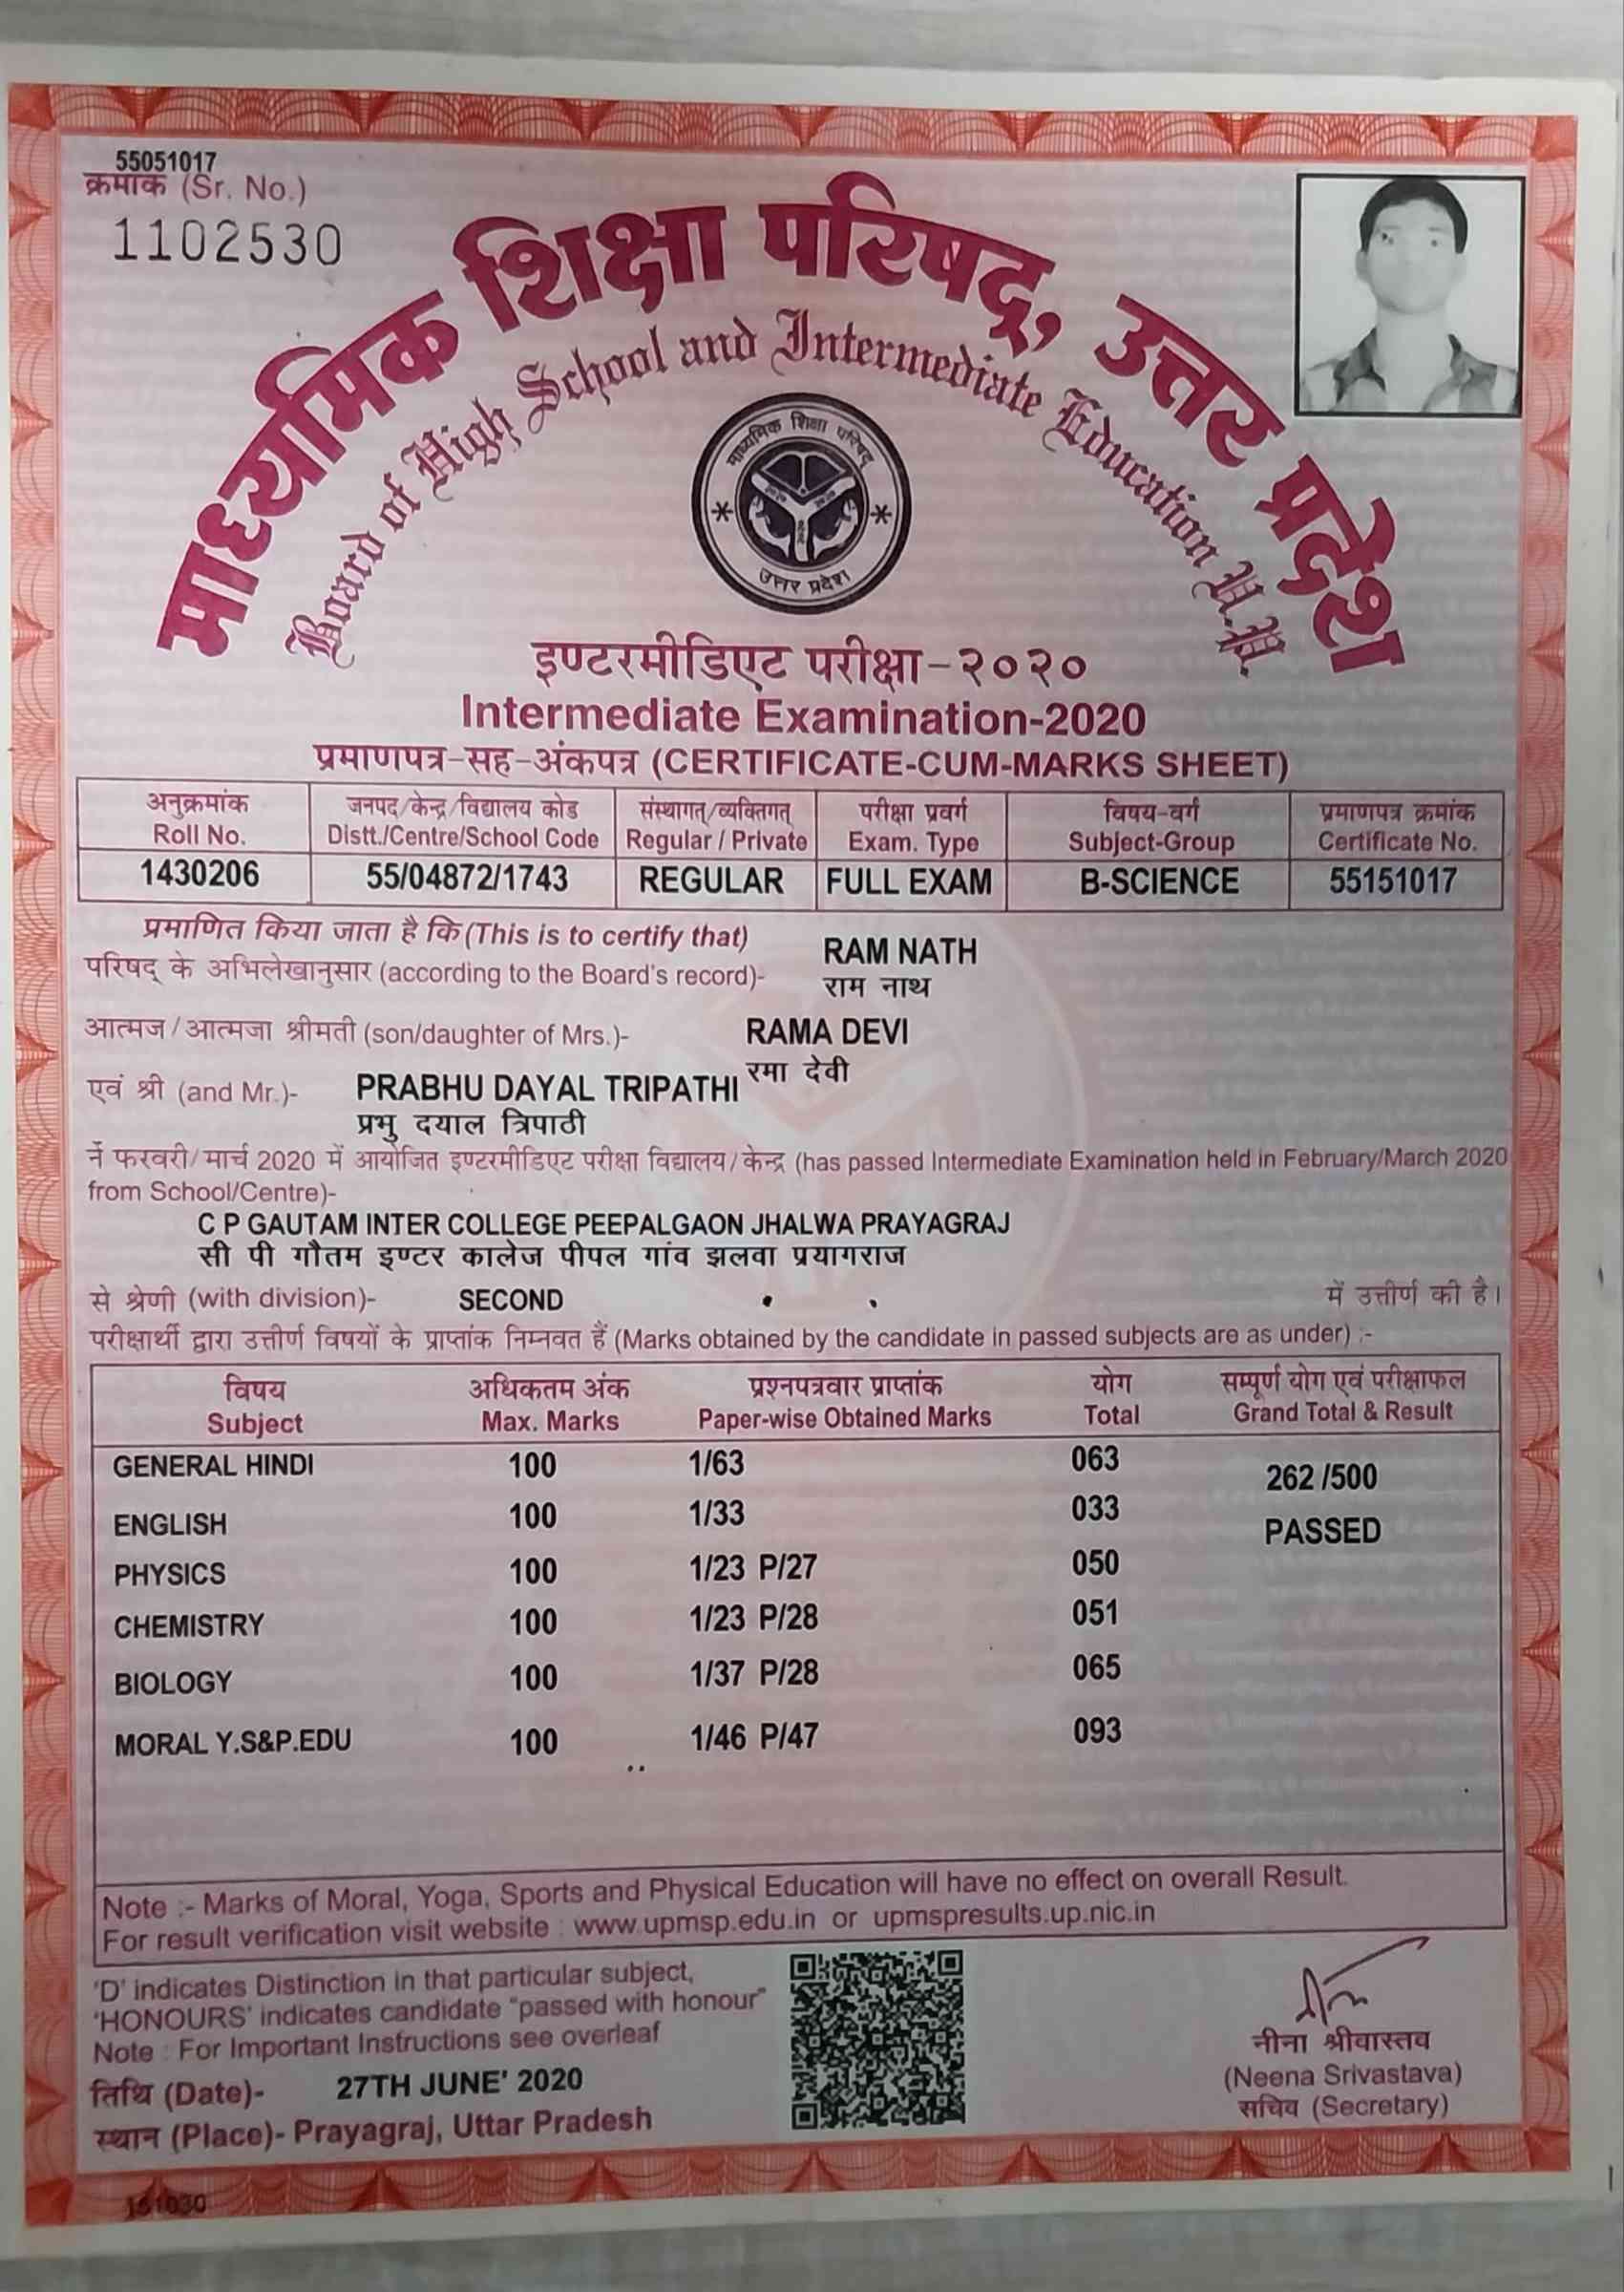 55051017
क्रमांक (Sr. No.)
1102530
माध्यमिक शिक्षा परिषद्, उत्तर प्रदेश
Board of High School and Intermediate Education U.P.
माध्यमिक शिक्षा परिषद्
उत्तर प्रदेश
इण्टरमीडिएट परीक्षा-२०२०
Intermediate Examination-2020
प्रमाणपत्र-सह-अंकपत्र (CERTIFICATE-CUM-MARKS SHEET)
अनुक्रमांक जनपद/केन्द्र/विद्यालय कोड संस्थागत्/व्यक्तिगत् परीक्षा प्रवर्ग विषय-वर्ग प्रमाणपत्र क्रमांक
Roll No. Distt./Centre/School Code Regular / Private Exam. Type Subject-Group Certificate No.
1430206 55/04872/1743 REGULAR FULL EXAM B-SCIENCE 55151017
प्रमाणित किया जाता है कि (This is to certify that)
परिषद् के अभिलेखानुसार (according to the Board's record)- RAM NATH
राम नाथ
आत्मज/आत्मजा श्रीमती (son/daughter of Mrs.)- RAMA DEVI
रमा देवी
एवं श्री (and Mr.)- PRABHU DAYAL TRIPATHI
प्रभु दयाल त्रिपाठी
ने फरवरी/मार्च 2020 में आयोजित इण्टरमीडिएट परीक्षा विद्यालय/केन्द्र (has passed Intermediate Examination held in February/March 2020
from School/Centre)-
C P GAUTAM INTER COLLEGE PEEPALGAON JHALWA PRAYAGRAJ
सी पी गौतम इण्टर कालेज पीपल गांव झलवा प्रयागराज
से श्रेणी (with division)- SECOND में उत्तीर्ण की है।
परीक्षार्थी द्वारा उत्तीर्ण विषयों के प्राप्तांक निम्नवत हैं (Marks obtained by the candidate in passed subjects are as under) :-
विषय अधिकतम अंक प्रश्नपत्रवार प्राप्तांक योग सम्पूर्ण योग एवं परीक्षाफल
Subject Max. Marks Paper-wise Obtained Marks Total Grand Total & Result
GENERAL HINDI 100 1/63 063 262 /500
ENGLISH 100 1/33 033 PASSED
PHYSICS 100 1/23 P/27 050
CHEMISTRY 100 1/23 P/28 051
BIOLOGY 100 1/37 P/28 065
MORAL Y.S&P.EDU 100 1/46 P/47 093
Note :- Marks of Moral, Yoga, Sports and Physical Education will have no effect on overall Result.
For result verification visit website : www.upmsp.edu.in or upmspresults.up.nic.in
'D' indicates Distinction in that particular subject,
'HONOURS' indicates candidate "passed with honour"
Note : For Important Instructions see overleaf
तिथि (Date)- 27TH JUNE' 2020
स्थान (Place)- Prayagraj, Uttar Pradesh
नीना श्रीवास्तव
(Neena Srivastava)
सचिव (Secretary)
151030